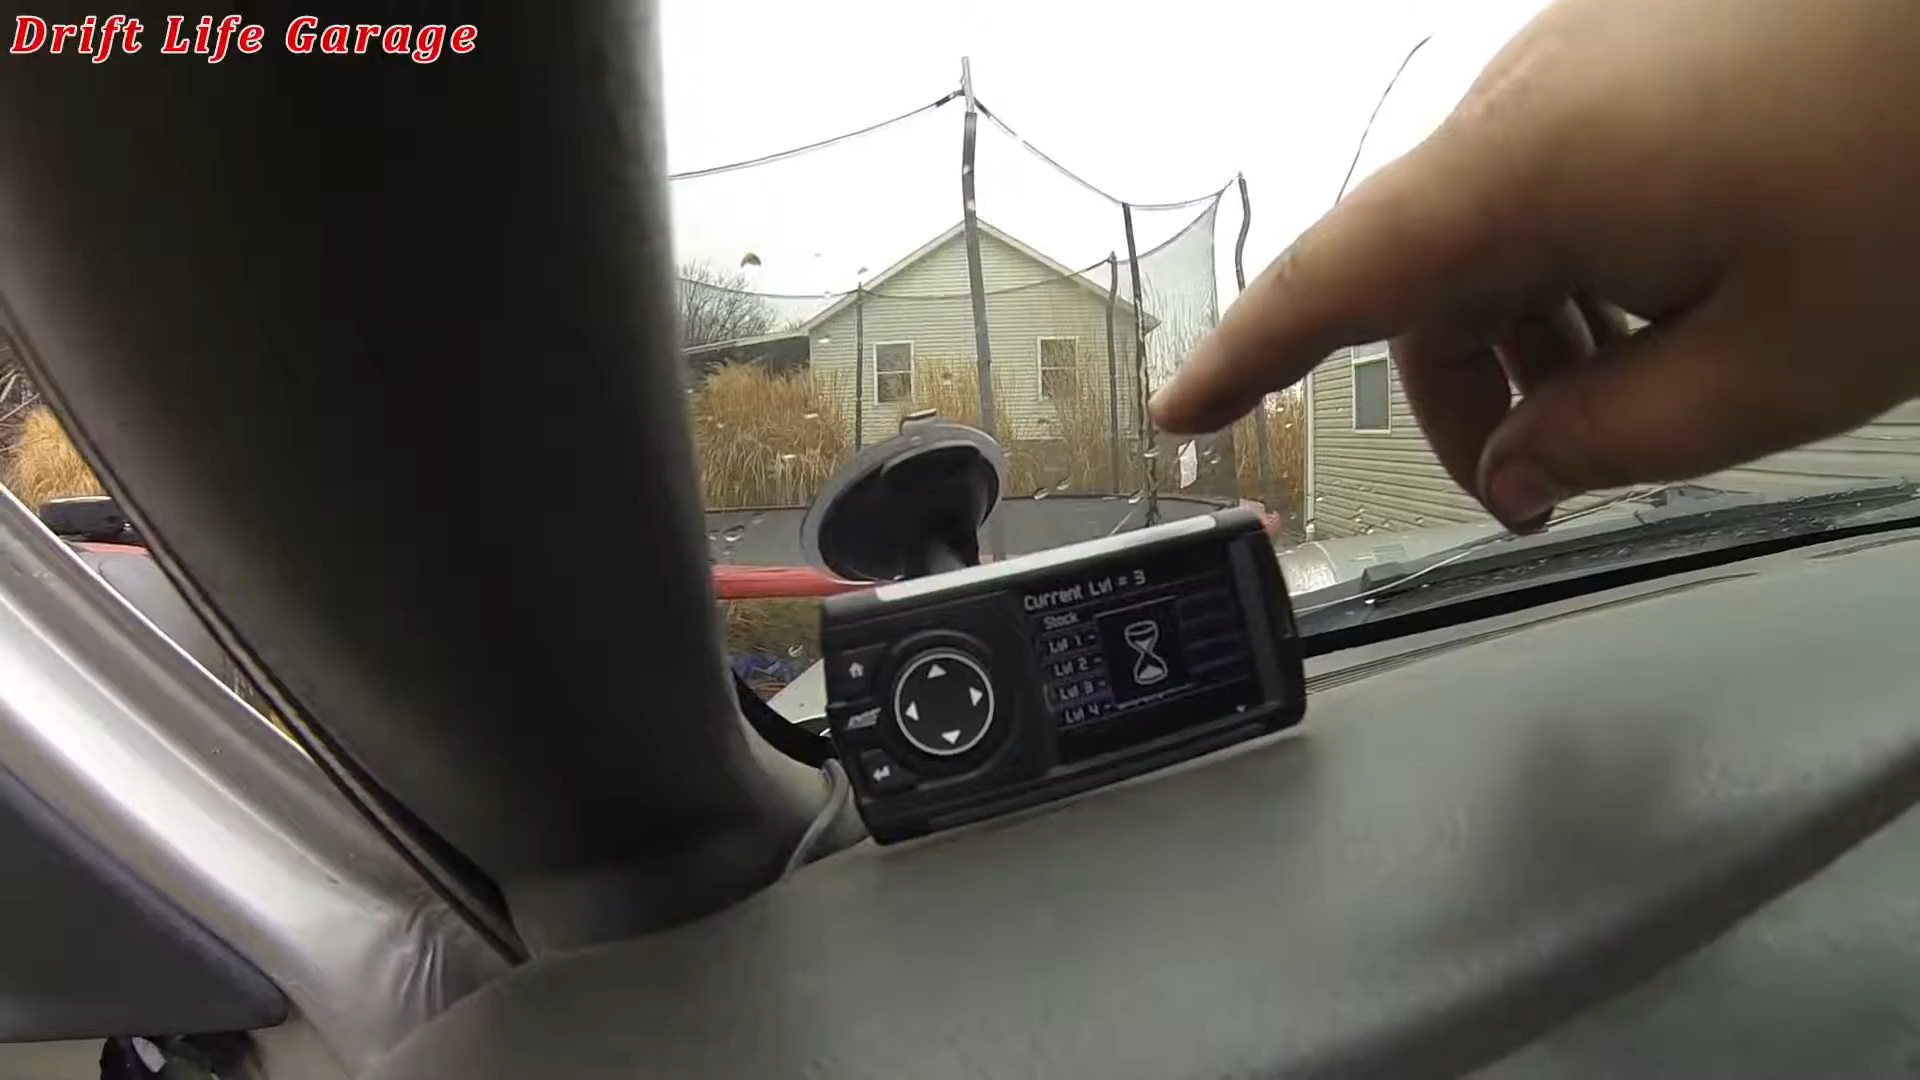 Drift Life Garage
Current Lvl = 3
Stock
Lvl 1 -
Lvl 2 -
Lvl 3 -
Lvl 4 -